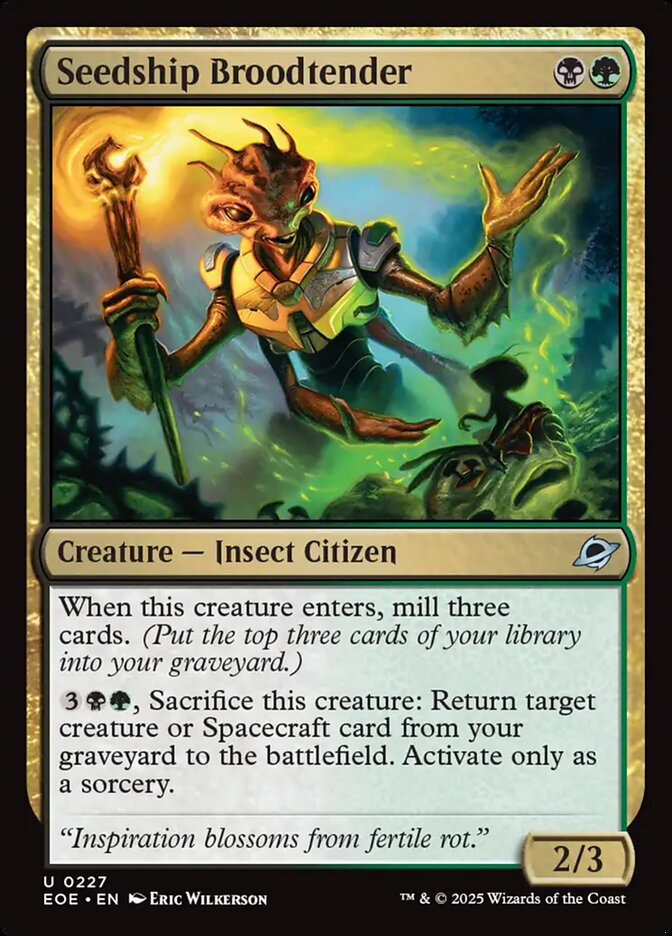 Seedship Broodtender
Creature — Insect Citizen
When this creature enters, mill three
cards. (Put the top three cards of your library
into your graveyard.)
3, Sacrifice this creature: Return target
creature or Spacecraft card from your
graveyard to the battlefield. Activate only as
a sorcery.
“Inspiration blossoms from fertile rot.”
2/3
U 0227
EOE • EN Eric Wilkerson
™ & © 2025 Wizards of the Coast